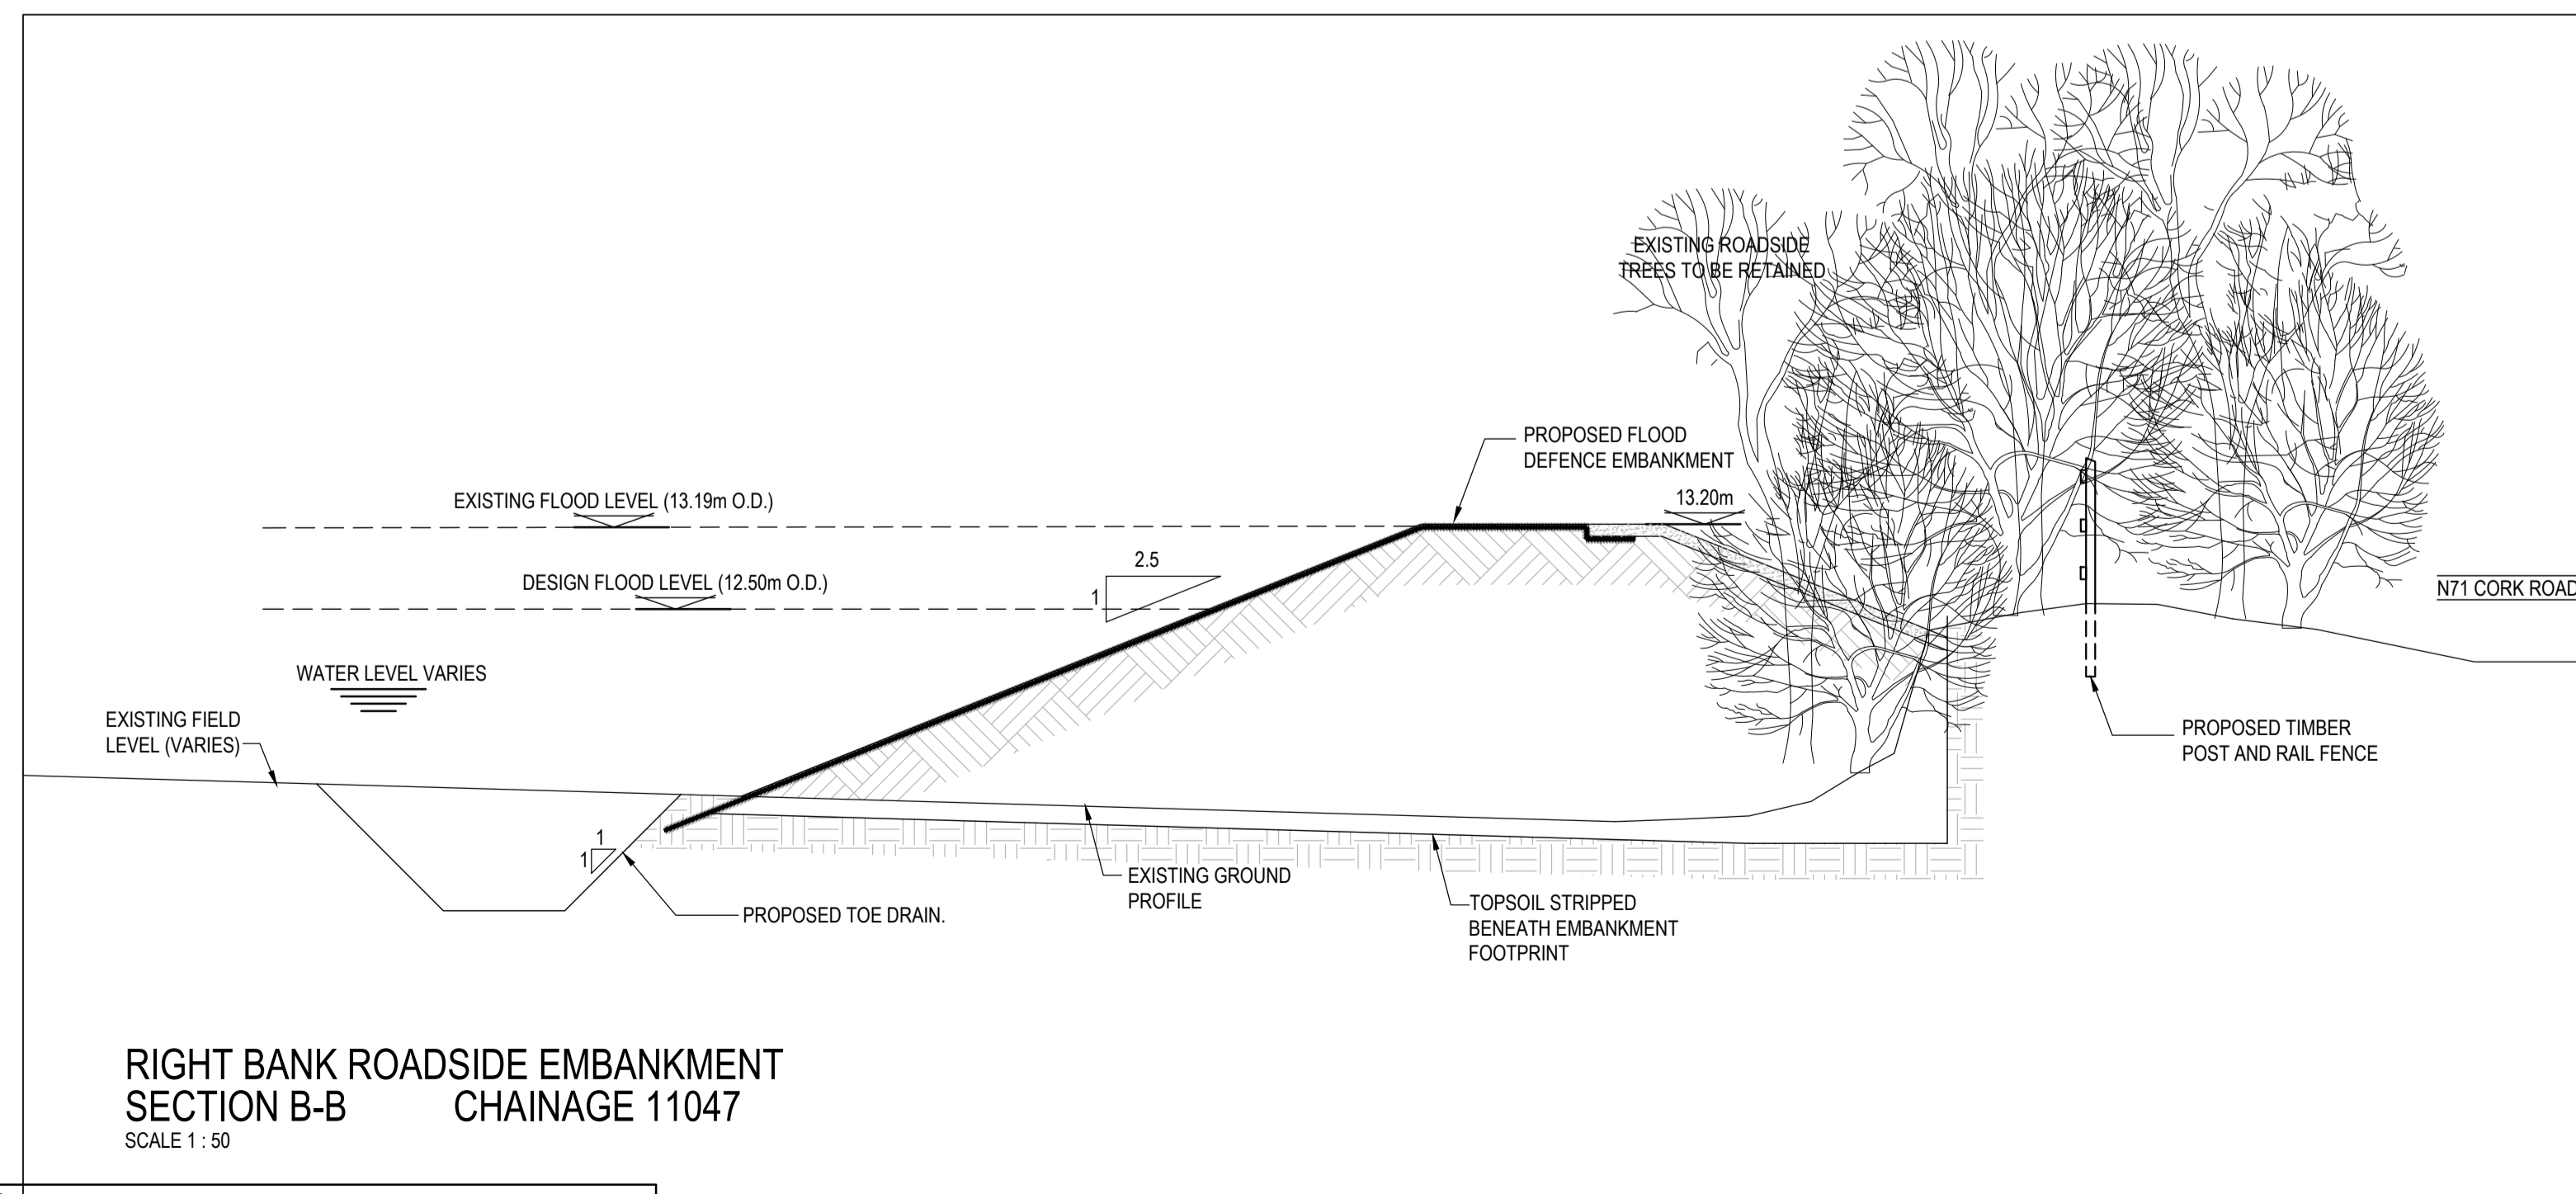 EXISTING ROADSIDE
TREES TO BE RETAINED
PROPOSED FLOOD
DEFENCE EMBANKMENT
EXISTING FLOOD LEVEL (13.19m O.D.)
13.20m
2.5
1
DESIGN FLOOD LEVEL (12.50m O.D.)
N71 CORK ROAD
WATER LEVEL VARIES
EXISTING FIELD
LEVEL (VARIES)
PROPOSED TIMBER
POST AND RAIL FENCE
1
1
EXISTING GROUND
PROFILE
PROPOSED TOE DRAIN.
TOPSOIL STRIPPED
BENEATH EMBANKMENT
FOOTPRINT
RIGHT BANK ROADSIDE EMBANKMENT
SECTION B-B CHAINAGE 11047
SCALE 1 : 50